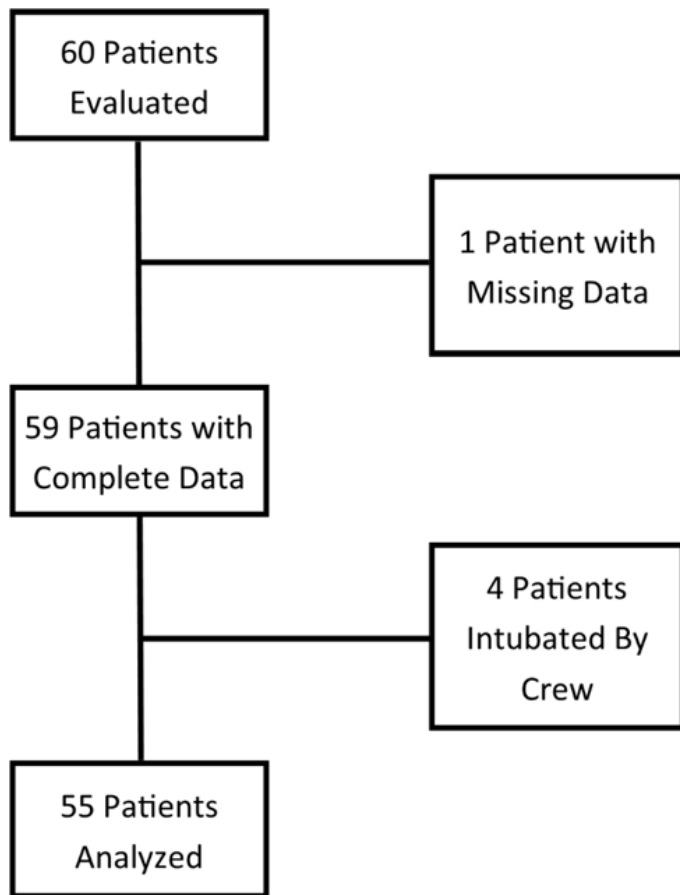 60 Patients
Evaluated
1 Patient with
Missing Data
59 Patients with
Complete Data
4 Patients
Intubated By
Crew
55 Patients
Analyzed